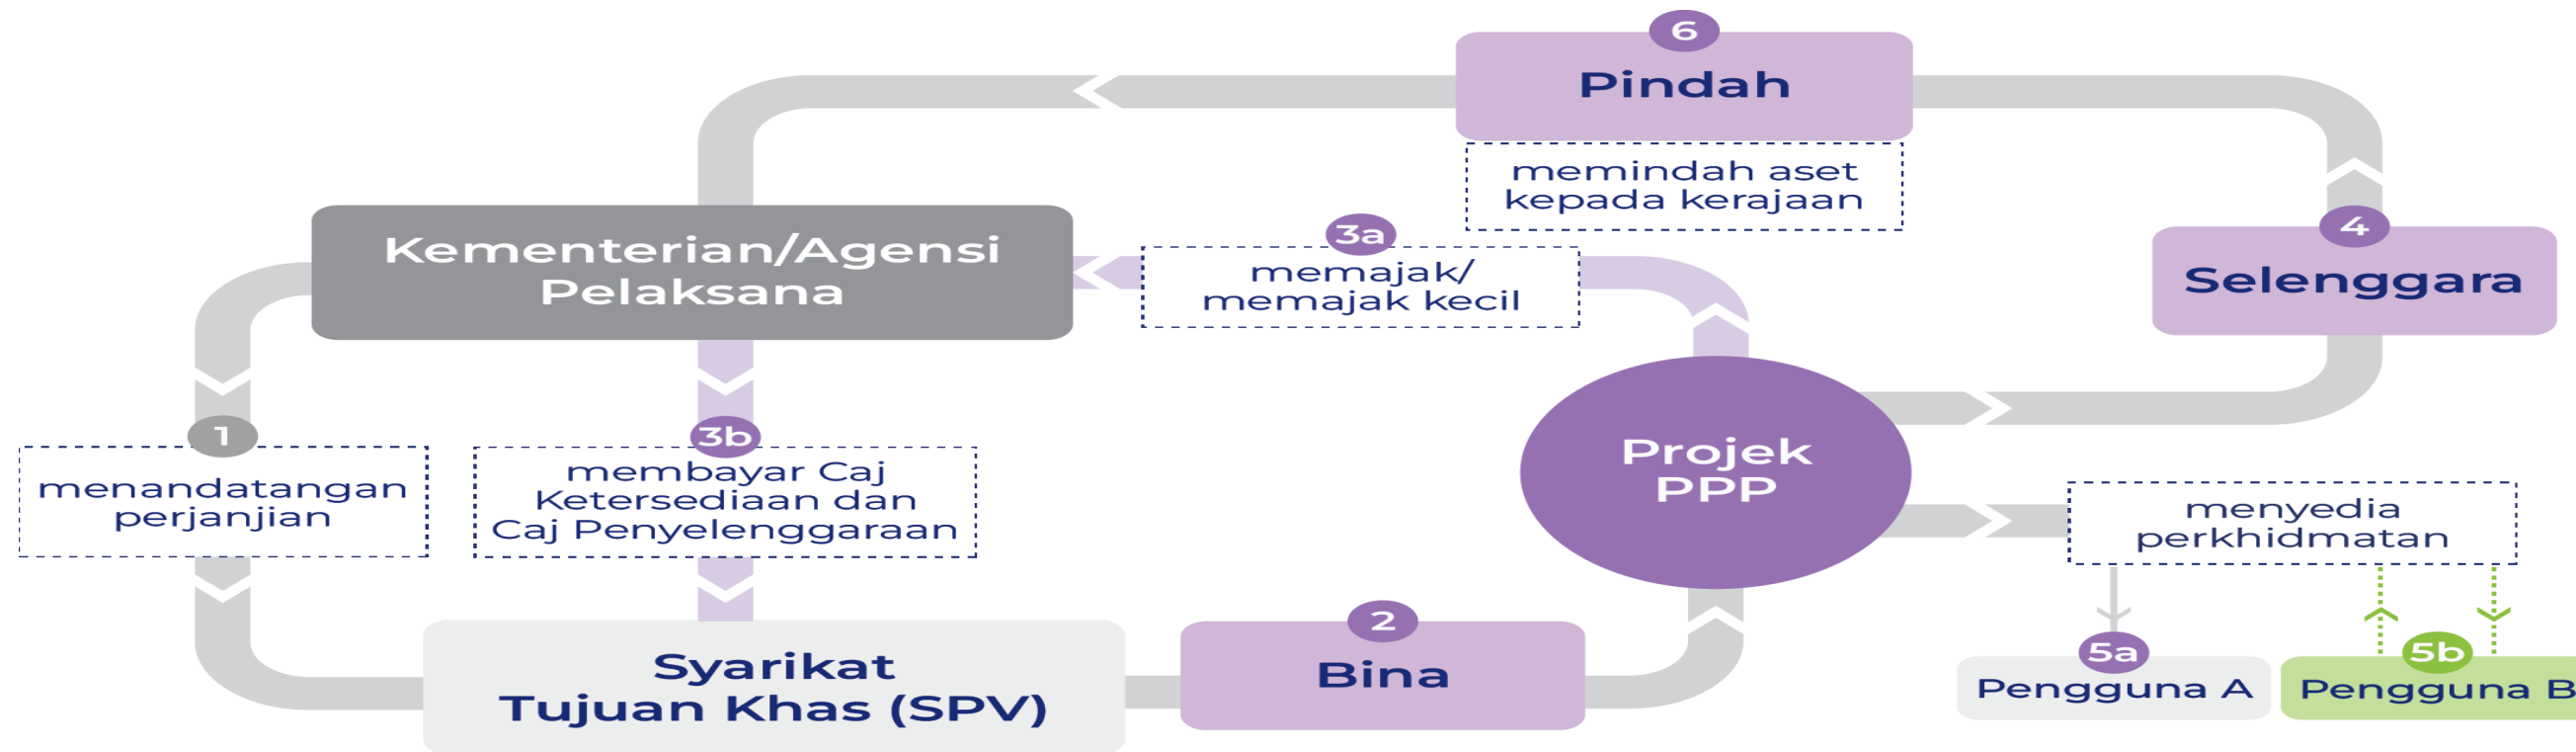 6
Pindah
memindah aset
kepada kerajaan
Kementerian/Agensi
Pelaksana
3a
memajak/
memajak kecil
4
Selenggara
1
menandatangan
perjanjian
3b
membayar Caj
Ketersediaan dan
Caj Penyelenggaraan
Projek
PPP
menyedia
perkhidmatan
Syarikat
Tujuan Khas (SPV)
2
Bina
5a
Pengguna A
5b
Pengguna B